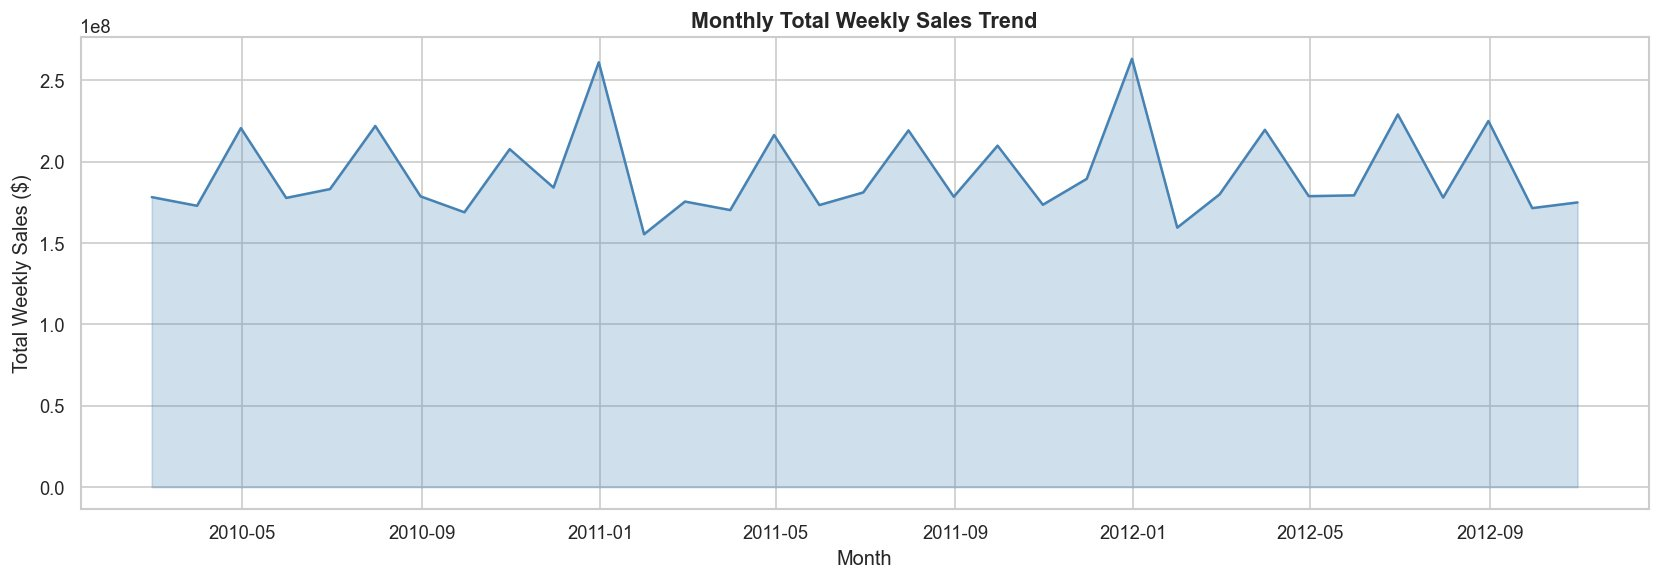 Monthly Total Weekly Sales Trend
1e8
2.5
2.0
1.5
1.0
0.5
0.0
Total Weekly Sales ($)
2010-05 2010-09 2011-01 2011-05 2011-09 2012-01 2012-05 2012-09
Month